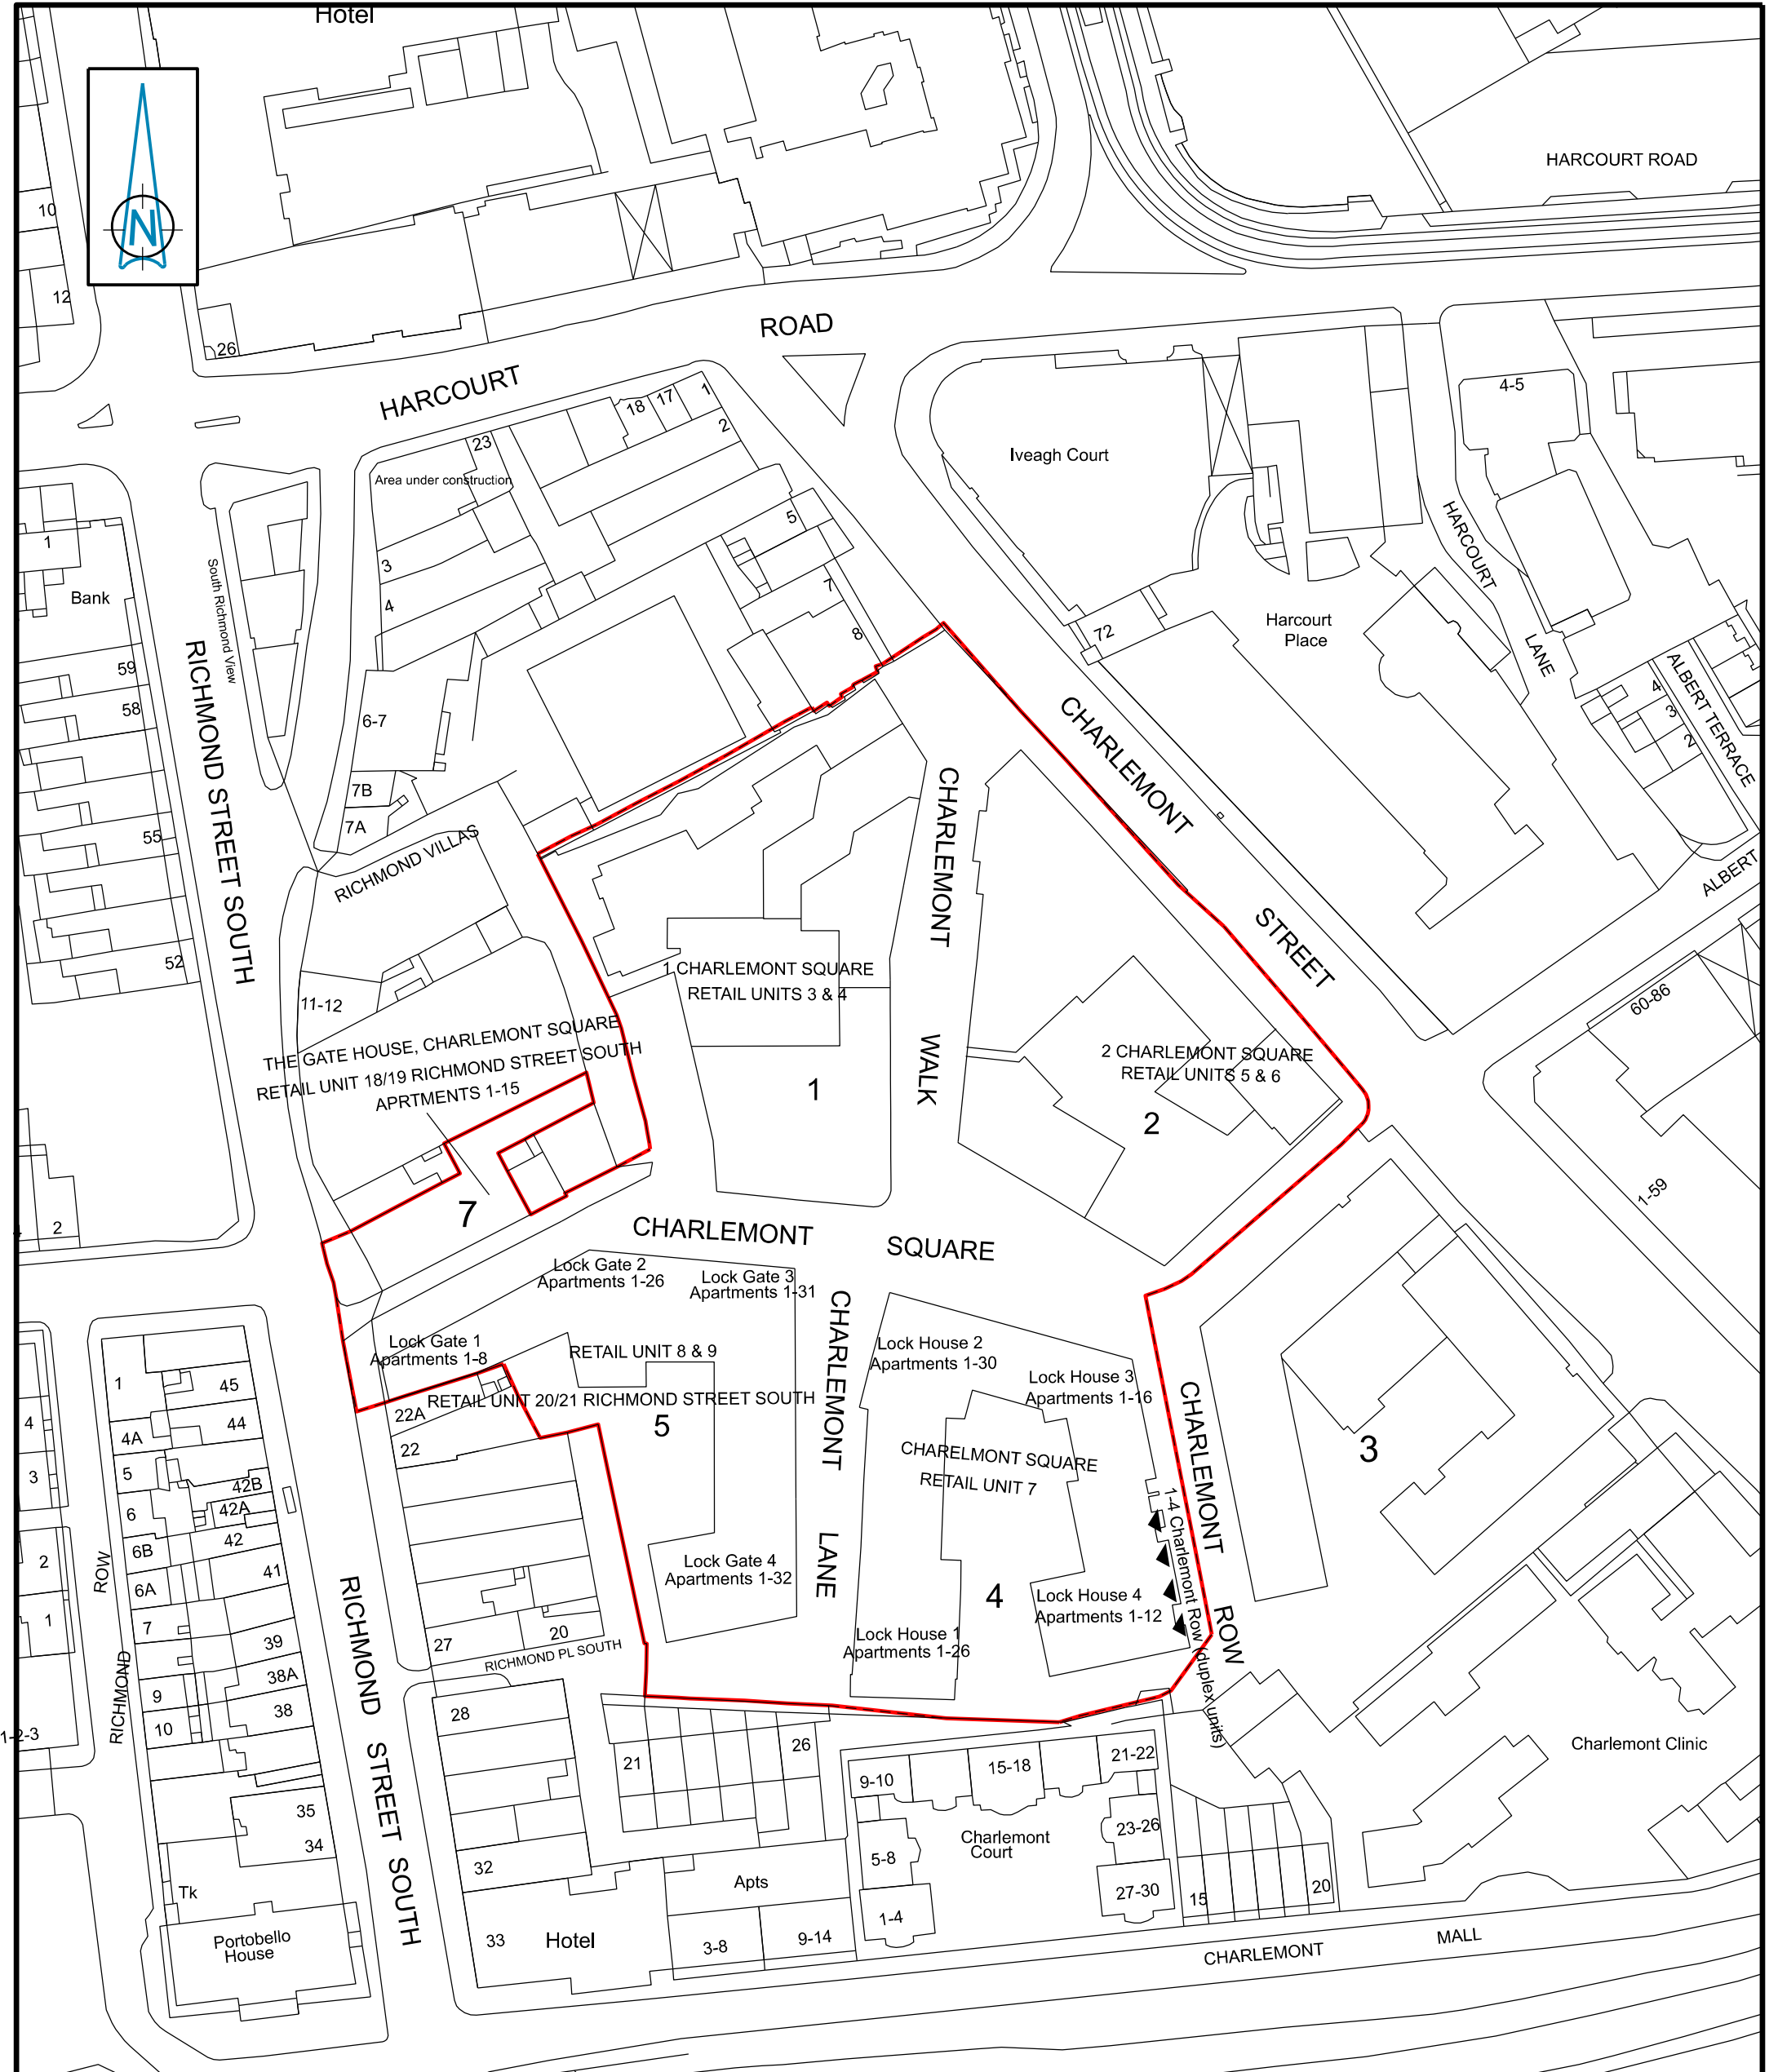 Hotel
HARCOURT ROAD
10
N
12
26
ROAD
HARCOURT
4-5
18
17
1
2
23
Area under construction
Iveagh Court
5
3
4
7
8
HARCOURT
LANE
1
Bank
South Richmond View
72
Harcourt
Place
59
58
55
52
RICHMOND STREET SOUTH
6-7
7B
7A
RICHMOND VILLAS
CHARLEMONT
STREET
CHARLEMONT
WALK
4
3
2
ALBERT TERRACE
ALBERT
11-12
1 CHARLEMONT SQUARE
RETAIL UNITS 3 & 4
60-86
THE GATE HOUSE, CHARLEMONT SQUARE
RETAIL UNIT 18/19 RICHMOND STREET SOUTH
APRTMENTS 1-15
2 CHARLEMONT SQUARE
RETAIL UNITS 5 & 6
1
2
1-59
7
2
CHARLEMONT
SQUARE
Lock Gate 2
Apartments 1-26
Lock Gate 3
Apartments 1-31
Lock Gate 1
Apartments 1-8
RETAIL UNIT 8 & 9
RETAIL UNIT 20/21 RICHMOND STREET SOUTH
5
CHARLEMONT
LANE
Lock House 2
Apartments 1-30
Lock House 3
Apartments 1-16
CHARELMONT SQUARE
RETAIL UNIT 7
CHARLEMONT
ROW
1-4 Charlemont Row (duplex units)
3
22A
22
1
45
44
4A
5
42B
42A
6
42
6B
41
6A
7
39
38A
9
38
10
35
34
4
3
2
1
1-2-3
ROW
RICHMOND
Lock Gate 4
Apartments 1-32
4
Lock House 4
Apartments 1-12
Lock House 1
Apartments 1-26
27
20
RICHMOND PL SOUTH
RICHMOND
STREET
SOUTH
28
21
26
9-10
15-18
21-22
Charlemont Clinic
Charlemont
Court
23-26
5-8
32
Apts
27-30
15
20
1-4
Tk
Portobello
House
33
Hotel
3-8
9-14
CHARLEMONT
MALL